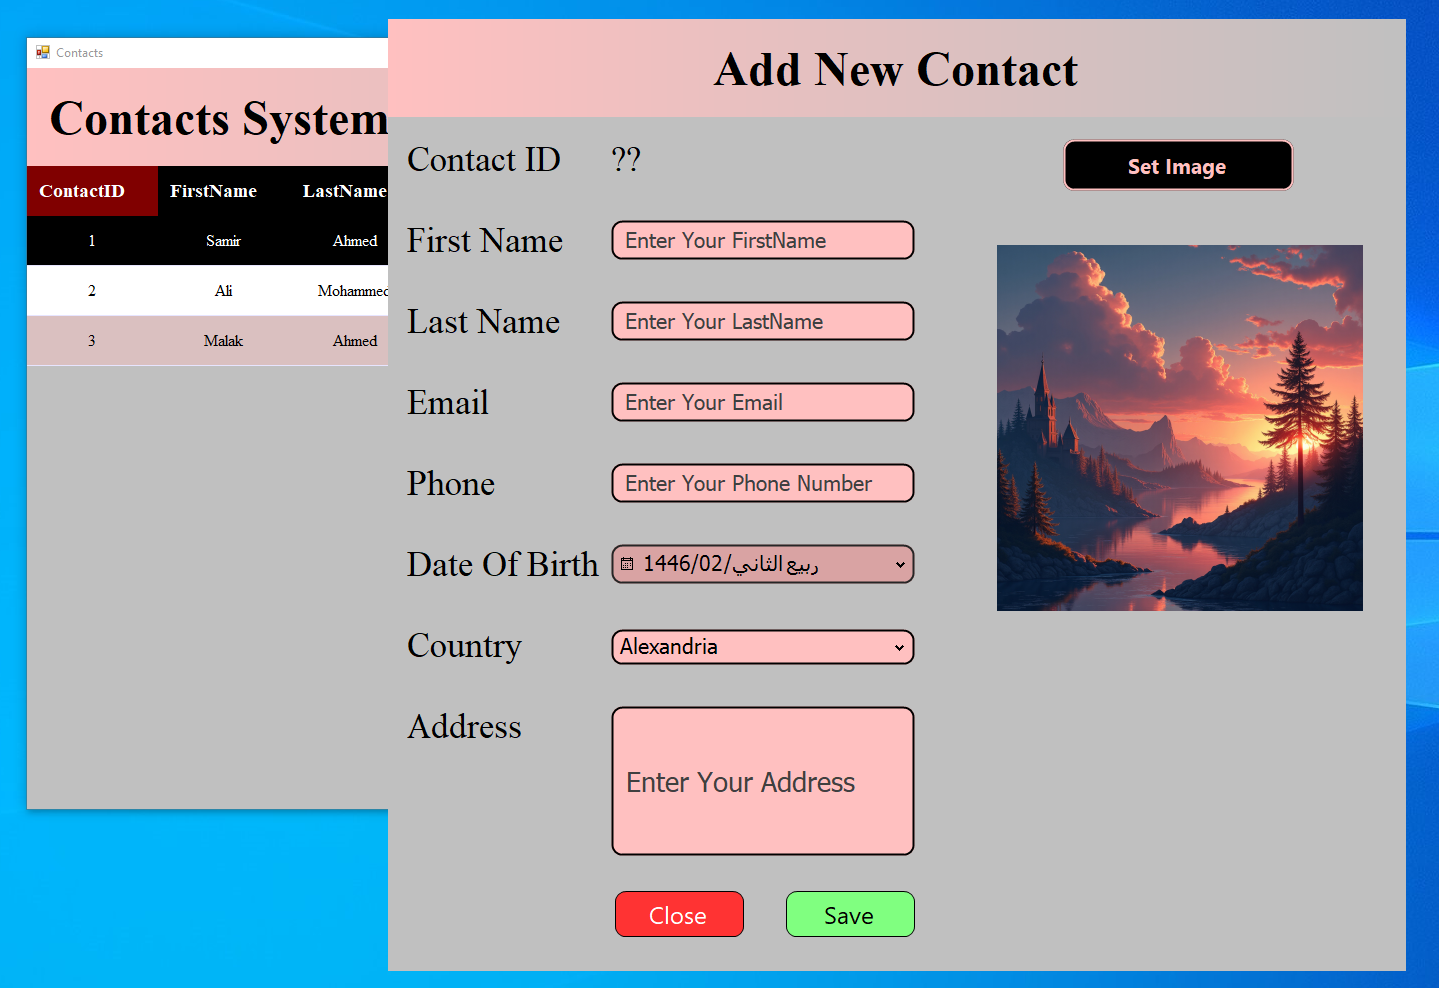 Contacts
Contacts System
ContactID FirstName LastName
1 Samir Ahmed
2 Ali Mohammed
3 Malak Ahmed
Add New Contact
Contact ID ??
First Name Enter Your FirstName
Last Name Enter Your LastName
Email Enter Your Email
Phone Enter Your Phone Number
Date Of Birth 1446/02/ربيع الثاني
Country Alexandria
Address Enter Your Address
Close Save
Set Image